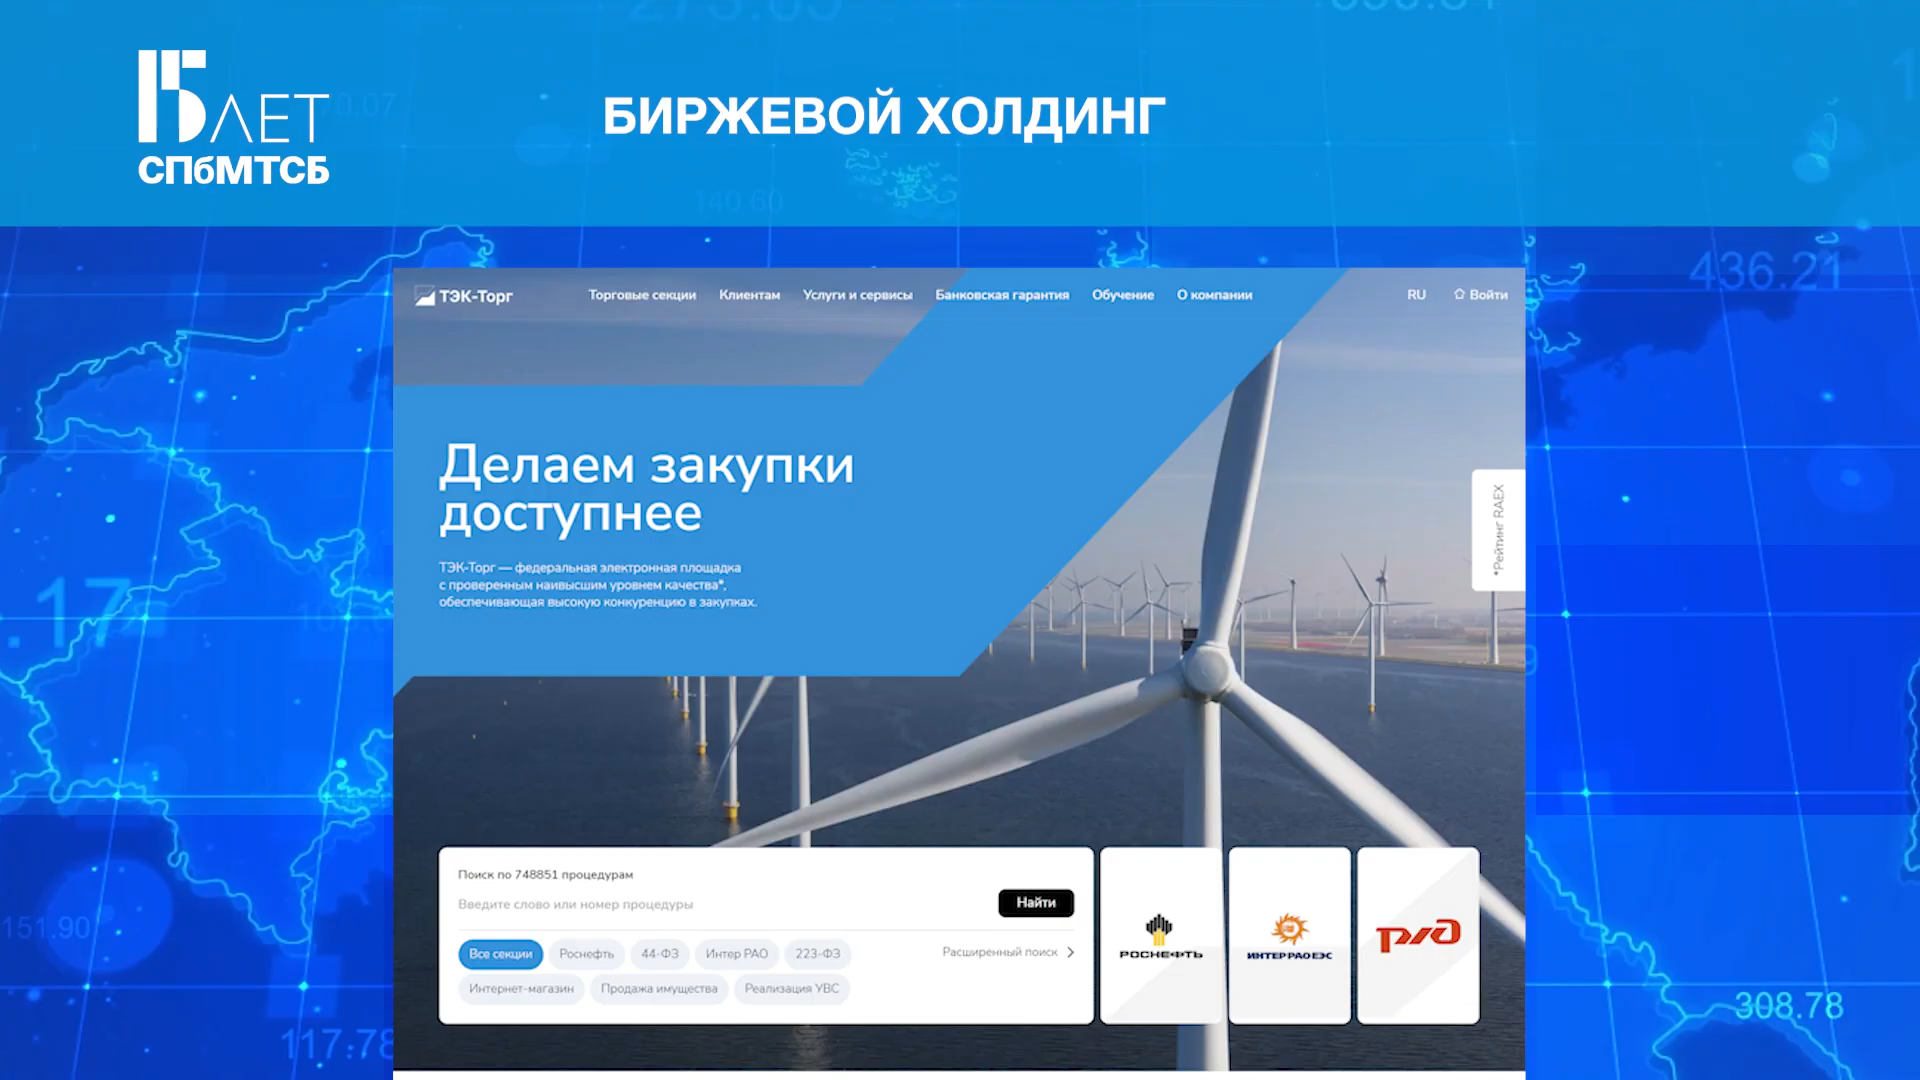 15 ЛЕТ
СПбМТСБ
БИРЖЕВОЙ ХОЛДИНГ
140.60
436.21
ТЭК-Торг
Торговые секции
Клиентам
Услуги и сервисы
Банковская гарантия
Обучение
О компании
RU
Войти
Делаем закупки
доступнее
ТЭК-Торг — федеральная электронная площадка
с проверенным наивысшим уровнем качества*,
обеспечивающая высокую конкуренцию в закупках.
*Рейтинг RAEX
.17
Поиск по 748851 процедурам
Введите слово или номер процедуры
Найти
Все секции
Роснефть
44-ФЗ
Интер РАО
223-ФЗ
Расширенный поиск
Интернет-магазин
Продажа имущества
Реализация УВС
РОСНЕФТЬ
ИНТЕР РАО ЕЭС
РЖД
151.90
117.78
308.78